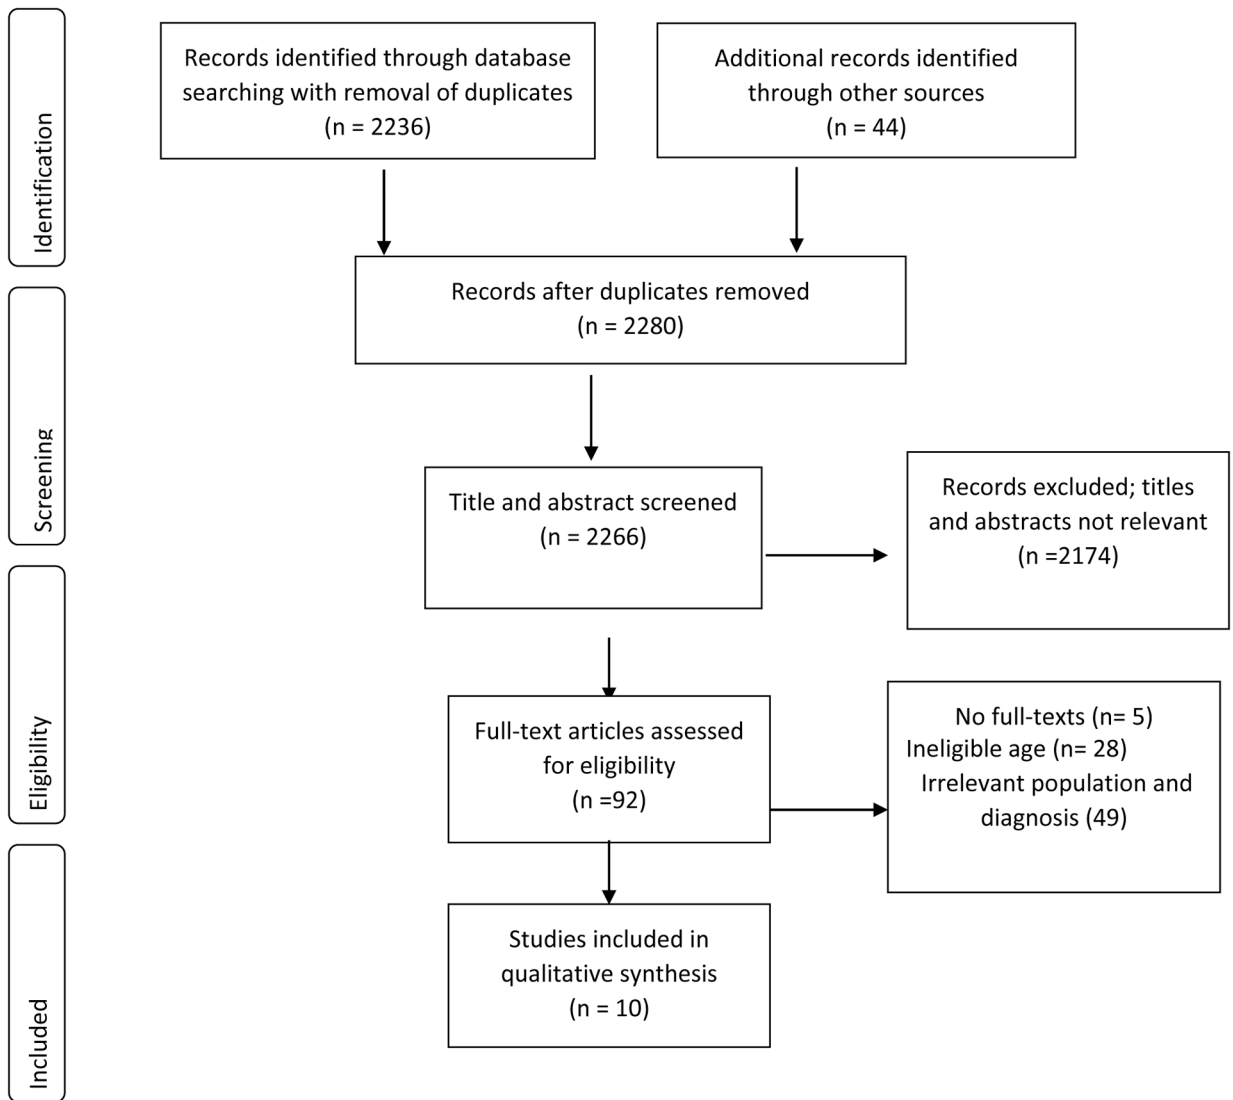 Identification
Records identified through database
searching with removal of duplicates
(n = 2236)
Additional records identified
through other sources
(n = 44)
Records after duplicates removed
(n = 2280)
Screening
Title and abstract screened
(n = 2266)
Records excluded; titles
and abstracts not relevant
(n =2174)
Eligibility
Full-text articles assessed
for eligibility
(n =92)
No full-texts (n= 5)
Ineligible age (n= 28)
Irrelevant population and
diagnosis (49)
Included
Studies included in
qualitative synthesis
(n = 10)